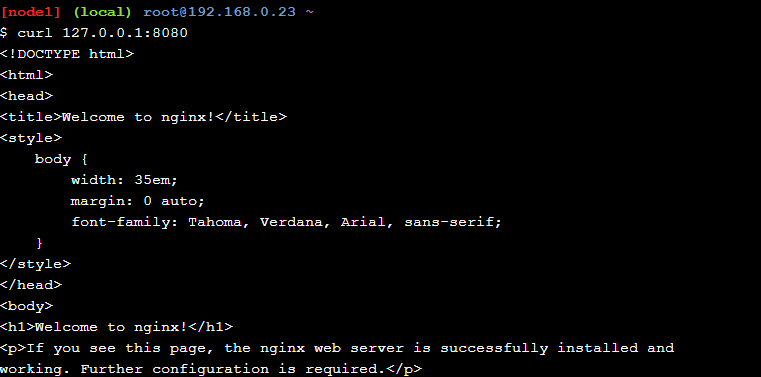 [node1] (local) root@192.168.0.23 ~
$ curl 127.0.0.1:8080
<!DOCTYPE html>
<html>
<head>
<title>Welcome to nginx!</title>
<style>
    body {
        width: 35em;
        margin: 0 auto;
        font-family: Tahoma, Verdana, Arial, sans-serif;
    }
</style>
</head>
<body>
<h1>Welcome to nginx!</h1>
<p>If you see this page, the nginx web server is successfully installed and
working. Further configuration is required.</p>